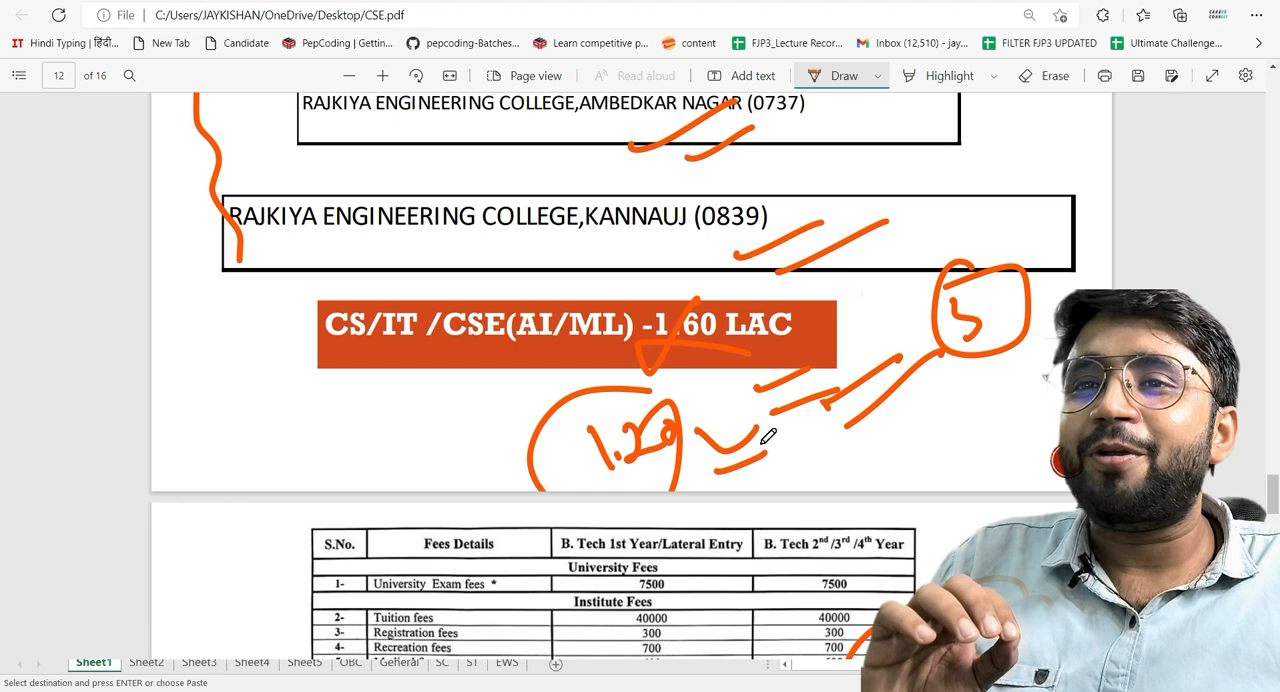 File C:/Users/JAYKISHAN/OneDrive/Desktop/CSE.pdf
IT Hindi Typing | हिंदी... New Tab Candidate PepCoding | Gettin... pepcoding-Batches... Learn competitive p... content FJP3_Lecture Recor... Inbox (12,510) - jay... FILTER FJP3 UPDATED Ultimate Challenge...
12 of 16 Page view Read aloud Add text Draw Highlight Erase
RAJKIYA ENGINEERING COLLEGE,AMBEDKAR NAGAR (0737)
RAJKIYA ENGINEERING COLLEGE,KANNAUJ (0839)
CS/IT /CSE(AI/ML) -1.60 LAC
5
1.20
S.No. Fees Details B. Tech 1st Year/Lateral Entry B. Tech 2nd /3rd /4th Year
University Fees
1- University Exam fees * 7500 7500
Institute Fees
2- Tuition fees 40000 40000
3- Registration fees 300 300
4- Recreation fees 700 700
Sheet1 Sheet2 Sheet3 Sheet4 Sheet5 OBC General SC ST EWS
Select destination and press ENTER or choose Paste